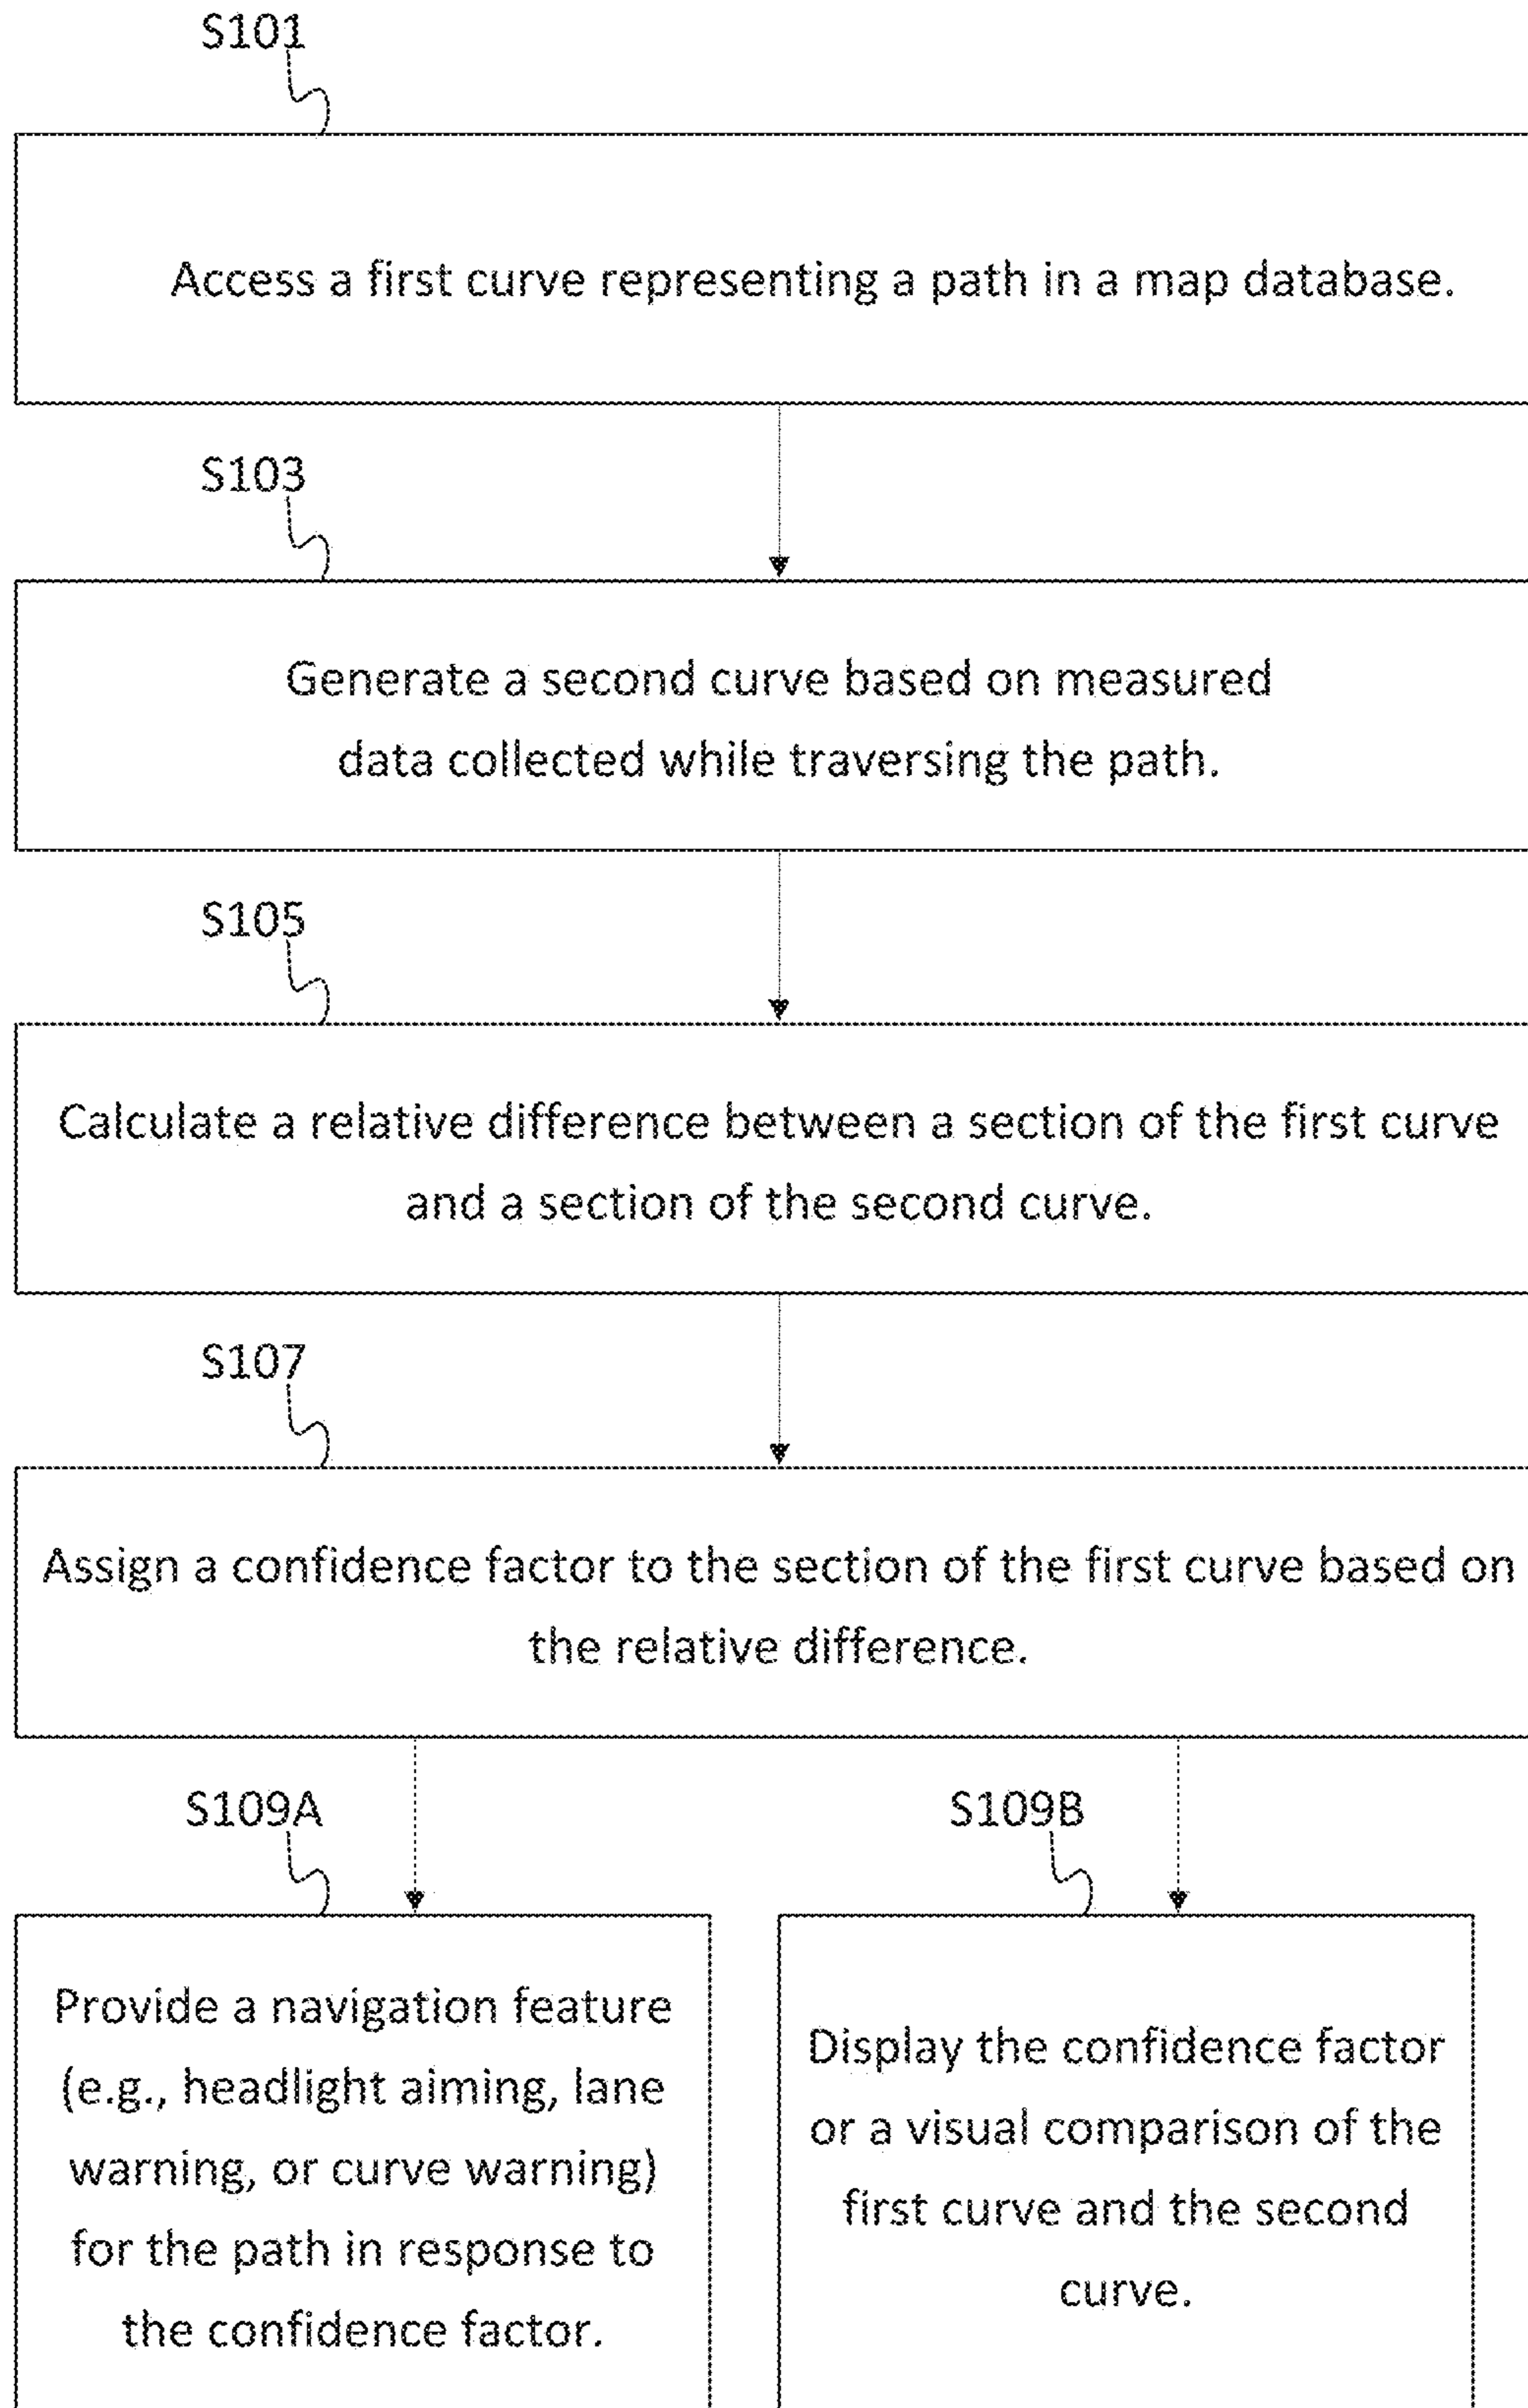 S101
Access a first curve representing a path in a map database.
S103
Generate a second curve based on measured
data collected while traversing the path.
S105
Calculate a relative difference between a section of the first curve
and a section of the second curve.
S107
Assign a confidence factor to the section of the first curve based on
the relative difference.
S109A
Provide a navigation feature
(e.g., headlight aiming, lane
warning, or curve warning)
for the path in response to
the confidence factor.
S109B
Display the confidence factor
or a visual comparison of the
first curve and the second
curve.